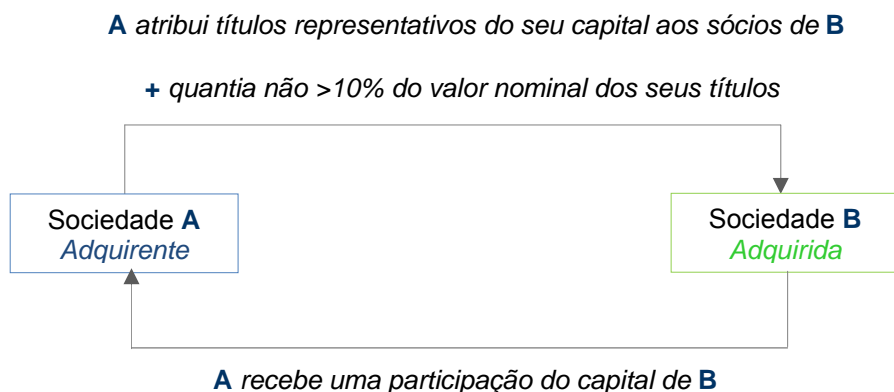 A atribui títulos representativos do seu capital aos sócios de B
+ quantia não >10% do valor nominal dos seus títulos
Sociedade A
Adquirente
Sociedade B
Adquirida
A recebe uma participação do capital de B